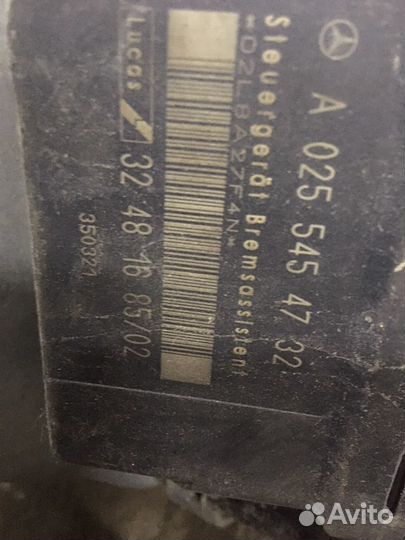 A 025 545 47 32
Steuergerät Bremsassistent
*02LBA27F4N*
Lucas 32 48 16 85/02
350321
Avito